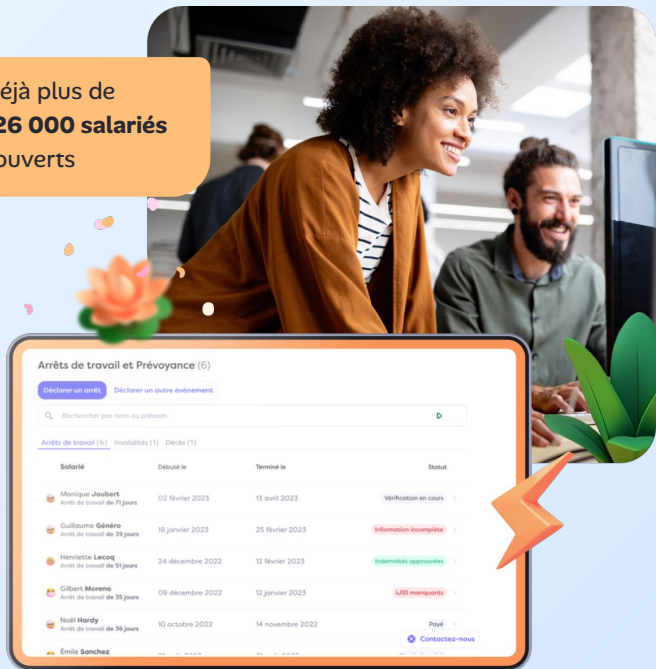 éjà plus de
26 000 salariés
ouverts
Arrêts de travail et Prévoyance (6)
Déclarer un arrêt Déclarer un autre évènement
Rechercher par nom ou prénom
Arrêts de travail (6) Invalidités (1) Décès (1)
Salarié Débuté le Terminé le Statut
Monique Joubert
Arrêt de travail de 71 jours
02 février 2023 13 avril 2023 Vérification en cours
Guillaume Généro
Arrêt de travail de 39 jours
18 janvier 2023 25 février 2023 Information incomplète
Henriette Lecoq
Arrêt de travail de 51 jours
24 décembre 2022 12 février 2023 Indemnités approuvées
Gilbert Moreno
Arrêt de travail de 35 jours
09 décembre 2022 12 janvier 2023 IJSS manquants
Noël Hardy
Arrêt de travail de 36 jours
10 octobre 2022 14 novembre 2022 Payé
Contactez-nous
Émile Sanchez